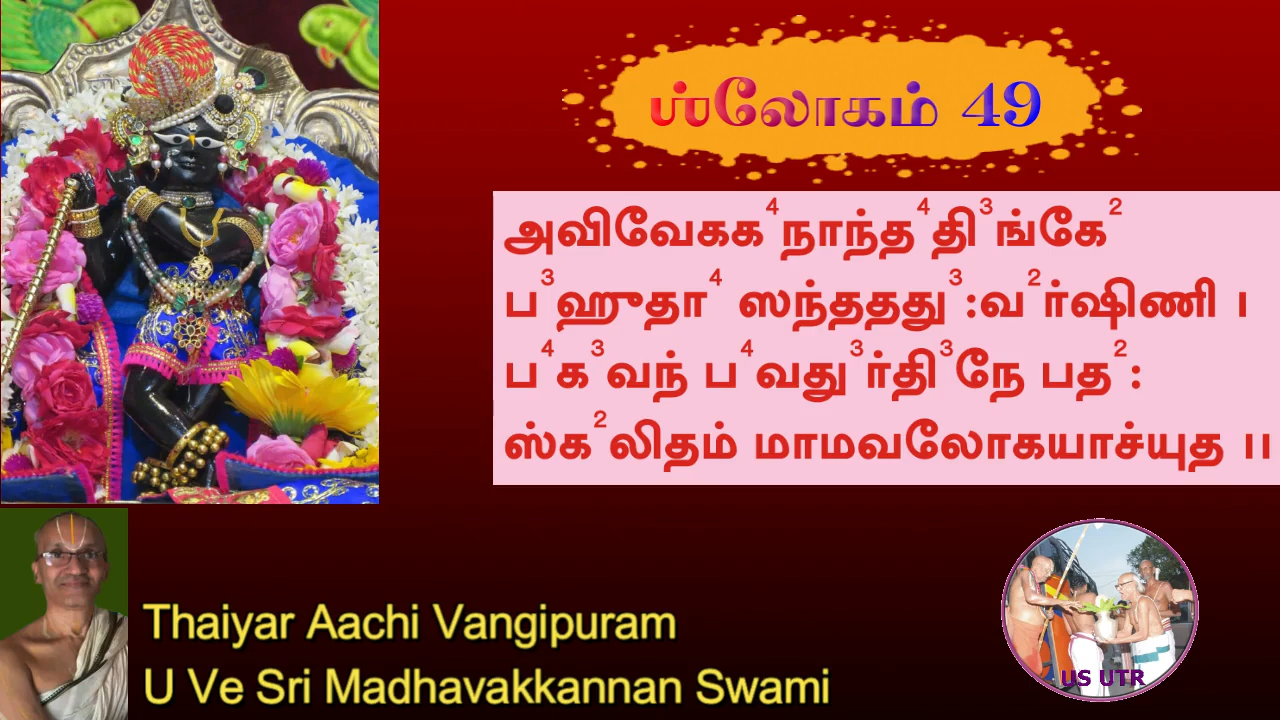 ஸ்லோகம் 49
அவிவேகக⁴நாந்த⁴தி³ங்கே²
ப³ஹுதா⁴ ஸந்ததது³:வ²ர்ஷிணி ।
ப⁴க³வந் ப⁴வது³ர்தி³நே பத²:
ஸ்க²லிதம் மாமவலோகயாச்யுத ।।
Thaiyar Aachi Vangipuram
U Ve Sri Madhavakkannan Swami
US UTR